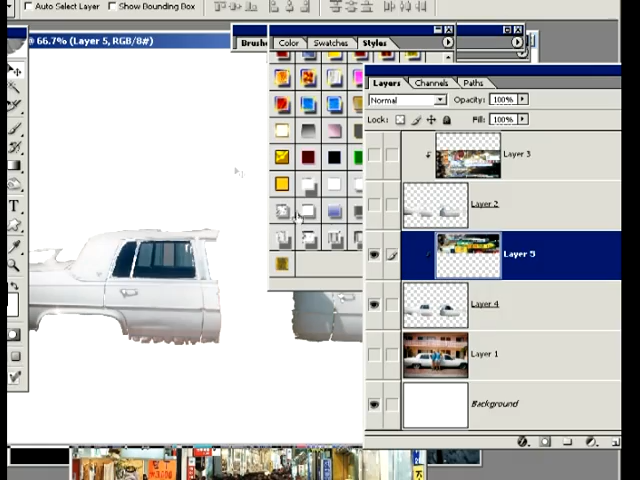 Auto Select Layer Show Bounding Box
@ 66.7% (Layer 5, RGB/8#)
Color Swatches Styles
Layers Channels Paths
Normal Opacity: 100%
Lock: Fill: 100%
Layer 3
Layer 2
Layer 5
Layer 4
Layer 1
Background